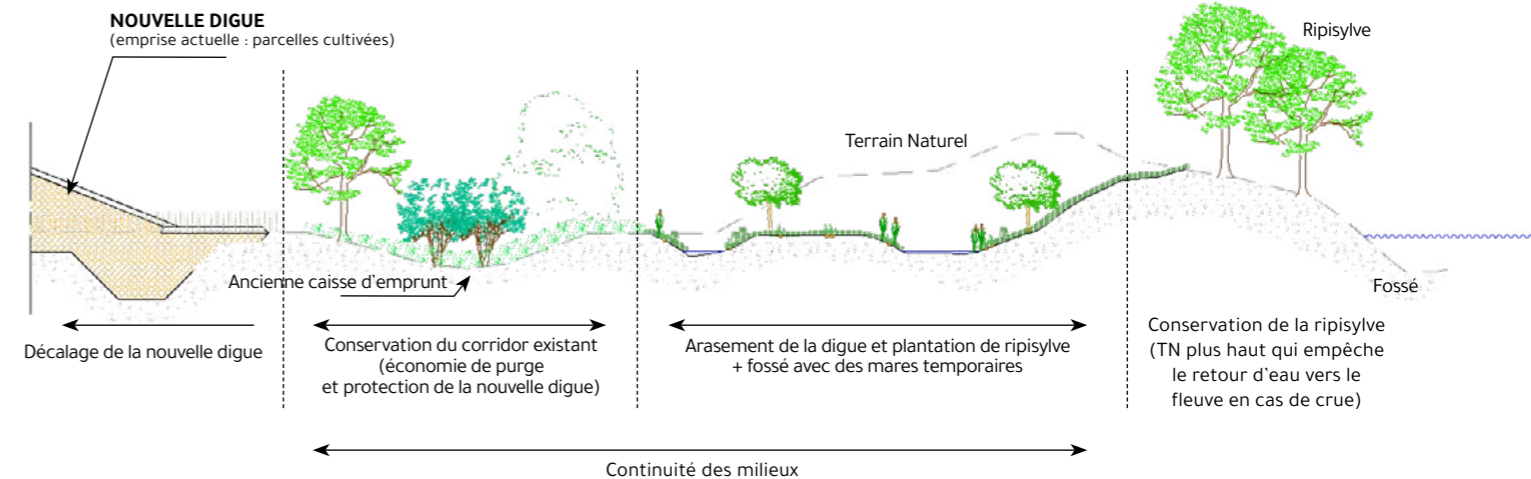 NOUVELLE DIGUE
(emprise actuelle : parcelles cultivées)
Ripisylve
Terrain Naturel
Ancienne caisse d'emprunt
Fossé
Décalage de la nouvelle digue
Conservation du corridor existant
(économie de purge
et protection de la nouvelle digue)
Arasement de la digue et plantation de ripisylve
+ fossé avec des mares temporaires
Conservation de la ripisylve
(TN plus haut qui empêche
le retour d'eau vers le
fleuve en cas de crue)
Continuité des milieux